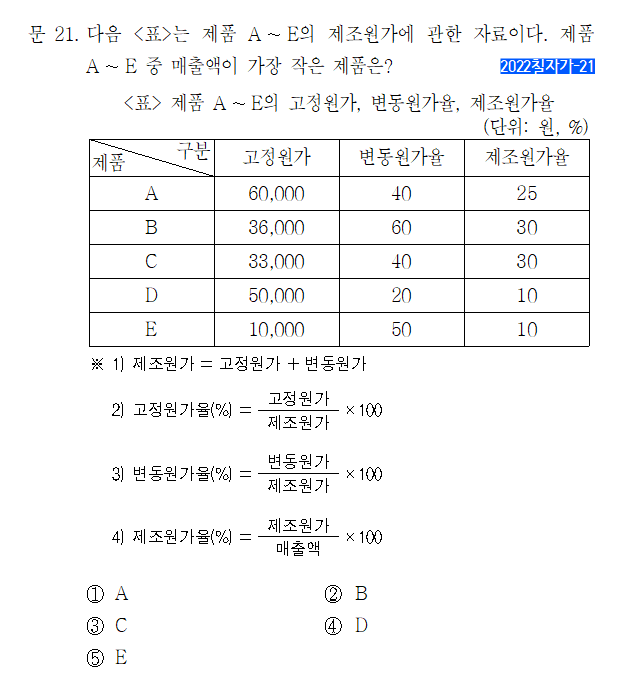 문 21. 다음 <표>는 제품 A ~ E의 제조원가에 관한 자료이다. 제품
A ~ E 중 매출액이 가장 작은 제품은?
2022침자가-21
<표> 제품 A ~ E의 고정원가, 변동원가율, 제조원가율
(단위: 원, %)
구분
제품 고정원가 변동원가율 제조원가율
A 60,000 40 25
B 36,000 60 30
C 33,000 40 30
D 50,000 20 10
E 10,000 50 10
※ 1) 제조원가 = 고정원가 + 변동원가
2) 고정원가율(%) = 고정원가 / 제조원가 × 100
3) 변동원가율(%) = 변동원가 / 제조원가 × 100
4) 제조원가율(%) = 제조원가 / 매출액 × 100
① A ② B
③ C ④ D
⑤ E